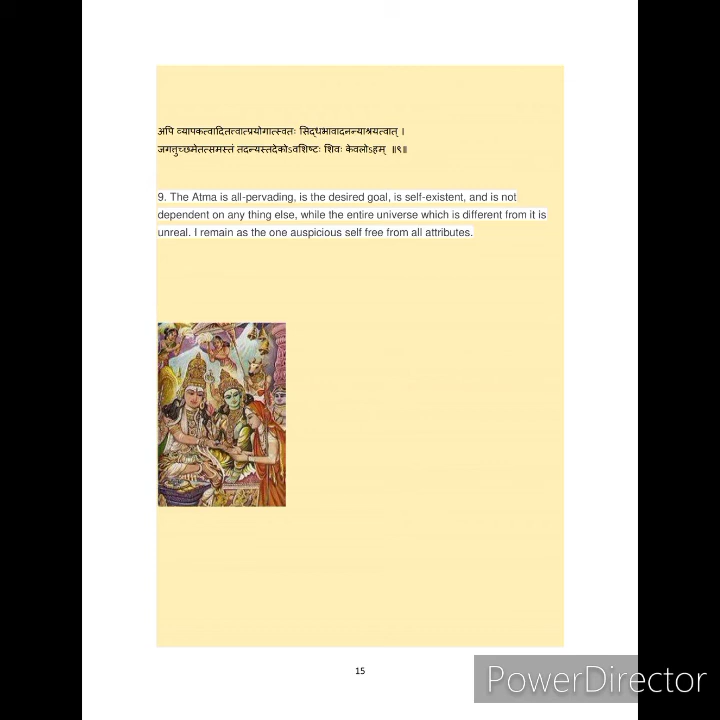 अपि व्यापकत्वादितत्त्वात्प्रयोगात्स्वतः सिद्धभावादनन्याश्रयत्वात् ।
जगत्तुच्छमेतत्समस्तं तदन्यस्तदेकोऽवशिष्टः शिवः केवलोऽहम् ॥९॥
9. The Atma is all-pervading, is the desired goal, is self-existent, and is not
dependent on any thing else, while the entire universe which is different from it is
unreal. I remain as the one auspicious self free from all attributes.
15
PowerDirector